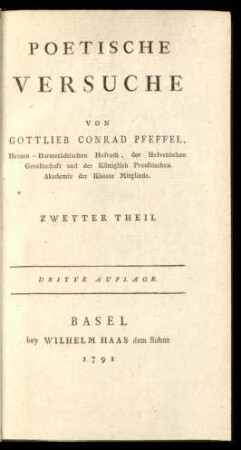 POETISCHE
VERSUCHE
VON
GOTTLIEB CONRAD PFEFFEL,
Hessen-Darmstädtischen Hofrath, der Helvetischen
Gesellschaft und der Königlich Preussischen
Akademie der Künste Mitgliede.
ZWEYTER THEIL
DRITTE AUFLAGE.
BASEL
bey WILHELM HAAS dem Sohne
1791